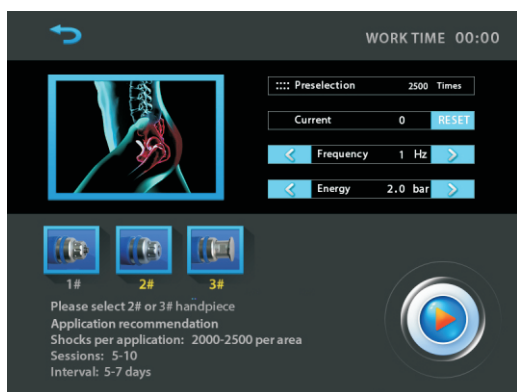 WORK TIME 00:00
:::: Preselection 2500 Times
Current 0 RESET
Frequency 1 Hz
Energy 2.0 bar
1# 2# 3#
Please select 2# or 3# handpiece
Application recommendation
Shocks per application: 2000-2500 per area
Sessions: 5-10
Interval: 5-7 days